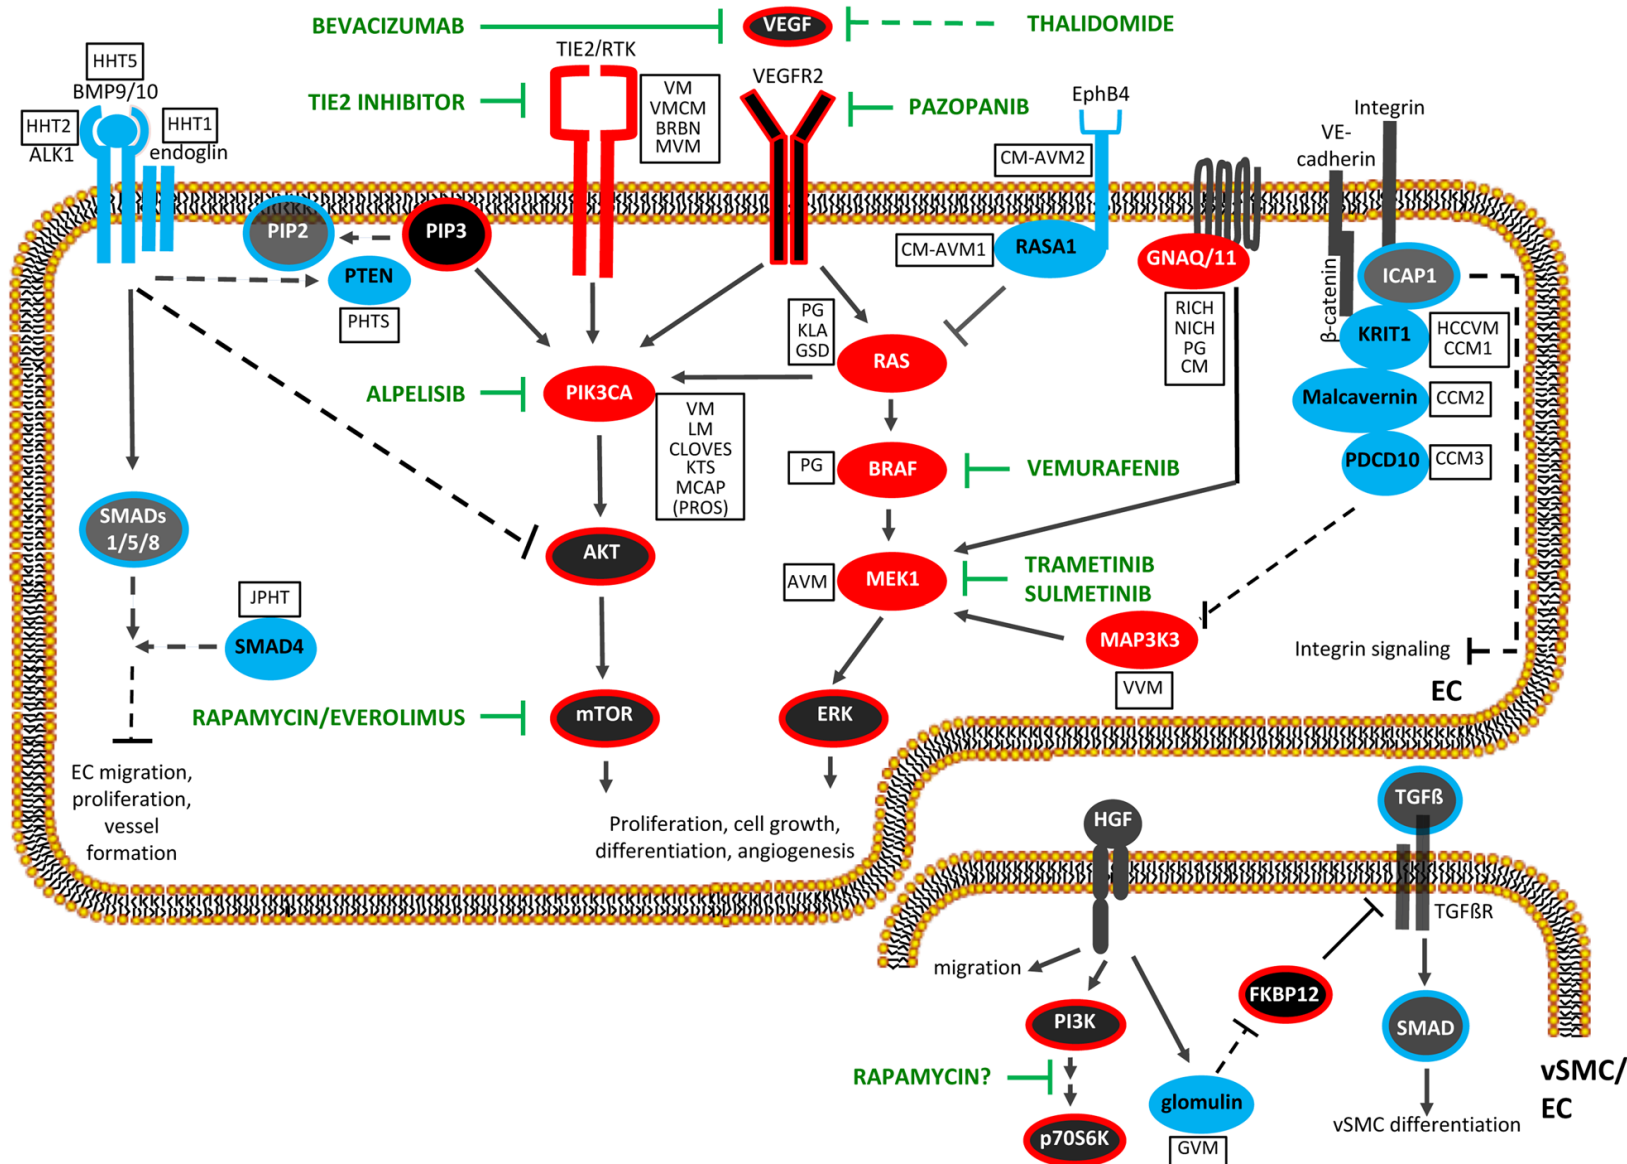 BEVACIZUMAB
VEGF
THALIDOMIDE
TIE2/RTK
HHT5
BMP9/10
VEGFR2
TIE2 INHIBITOR
VM
VMCM
BRBN
MVM
PAZOPANIB
EphB4
Integrin
HHT2
ALK1
HHT1
endoglin
VE-
cadherin
CM-AVM2
PIP2
PIP3
PTEN
PHTS
CM-AVM1
RASA1
GNAQ/11
RICH
NICH
PG
CM
β-catenin
ICAP1
KRIT1
HCCVM
CCM1
PG
KLA
GSD
RAS
ALPELISIB
PIK3CA
VM
LM
CLOVES
KTS
MCAP
(PROS)
Malcavernin
CCM2
PG
BRAF
VEMURAFENIB
PDCD10
CCM3
SMADs
1/5/8
AKT
AVM
MEK1
TRAMETINIB
SULMETINIB
JPHT
SMAD4
MAP3K3
VVM
Integrin signaling
EC
RAPAMYCIN/EVEROLIMUS
mTOR
ERK
EC migration,
proliferation,
vessel
formation
Proliferation, cell growth,
differentiation, angiogenesis
HGF
TGFß
TGFßR
migration
PI3K
FKBP12
SMAD
RAPAMYCIN?
glomulin
GVM
p70S6K
vSMC differentiation
vSMC/
EC